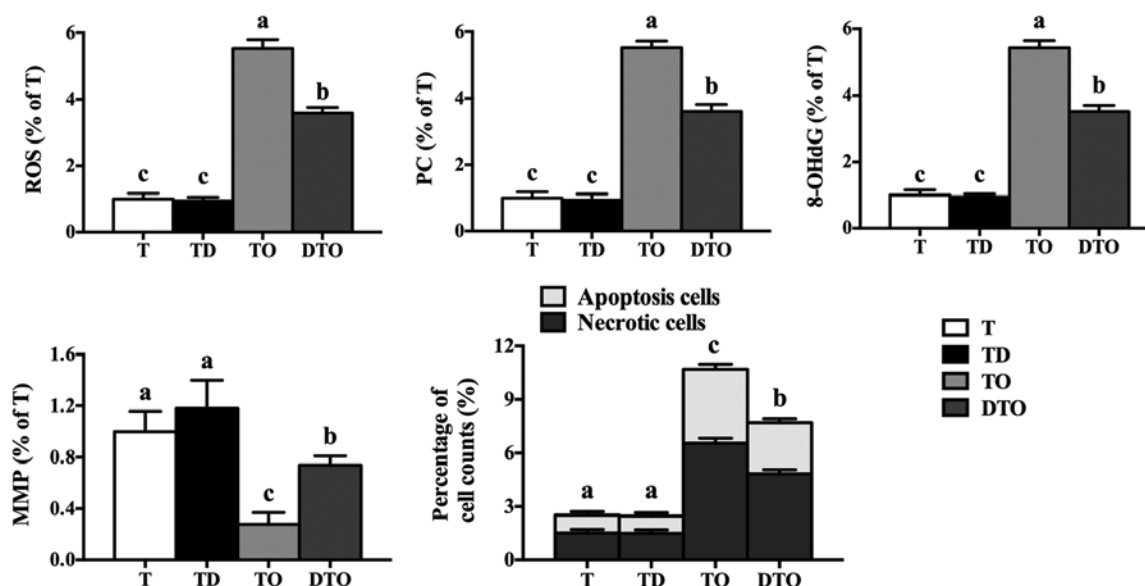 ROS (% of T)
6
4
2
0
a
b
c
c
T TD TO DTO
PC (% of T)
6
4
2
0
a
b
c
c
T TD TO DTO
8-OHdG (% of T)
6
4
2
0
a
b
c
c
T TD TO DTO
MMP (% of T)
1.6
1.2
0.8
0.4
0.0
a
a
c
b
T TD TO DTO
Apoptosis cells
Necrotic cells
Percentage of
cell counts (%)
12
9
6
3
0
a
a
c
b
T TD TO DTO
T
TD
TO
DTO